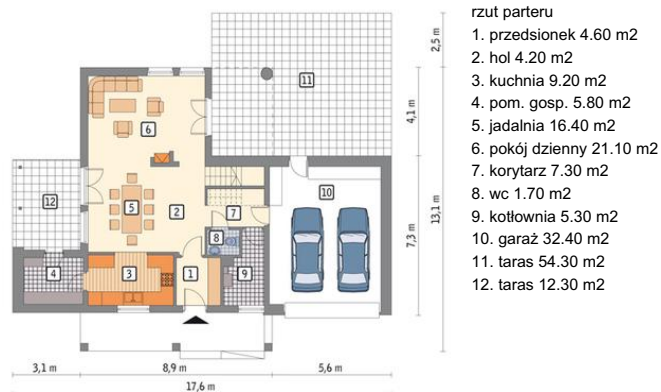 rzut parteru
1. przedsionek 4.60 m2
2. hol 4.20 m2
3. kuchnia 9.20 m2
4. pom. gosp. 5.80 m2
5. jadalnia 16.40 m2
6. pokój dzienny 21.10 m2
7. korytarz 7.30 m2
8. wc 1.70 m2
9. kotłownia 5.30 m2
10. garaż 32.40 m2
11. taras 54.30 m2
12. taras 12.30 m2
2,5 m
11
4,1 m
6
13,1 m
10
12
5
2
7
7,3 m
8
4
3
1
9
3,1 m
8,9 m
5,6 m
17,6 m